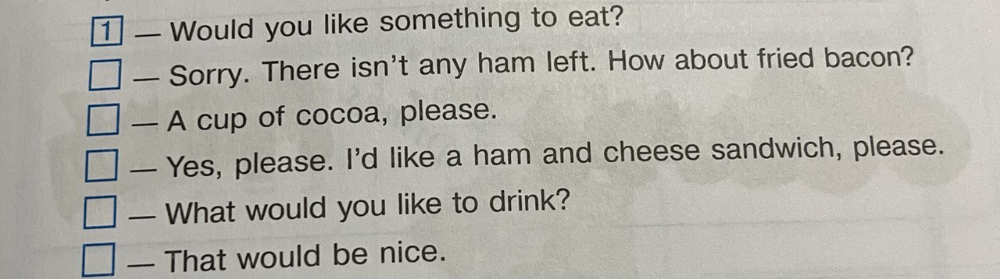 1 — Would you like something to eat?
— Sorry. There isn't any ham left. How about fried bacon?
— A cup of cocoa, please.
— Yes, please. I'd like a ham and cheese sandwich, please.
— What would you like to drink?
— That would be nice.